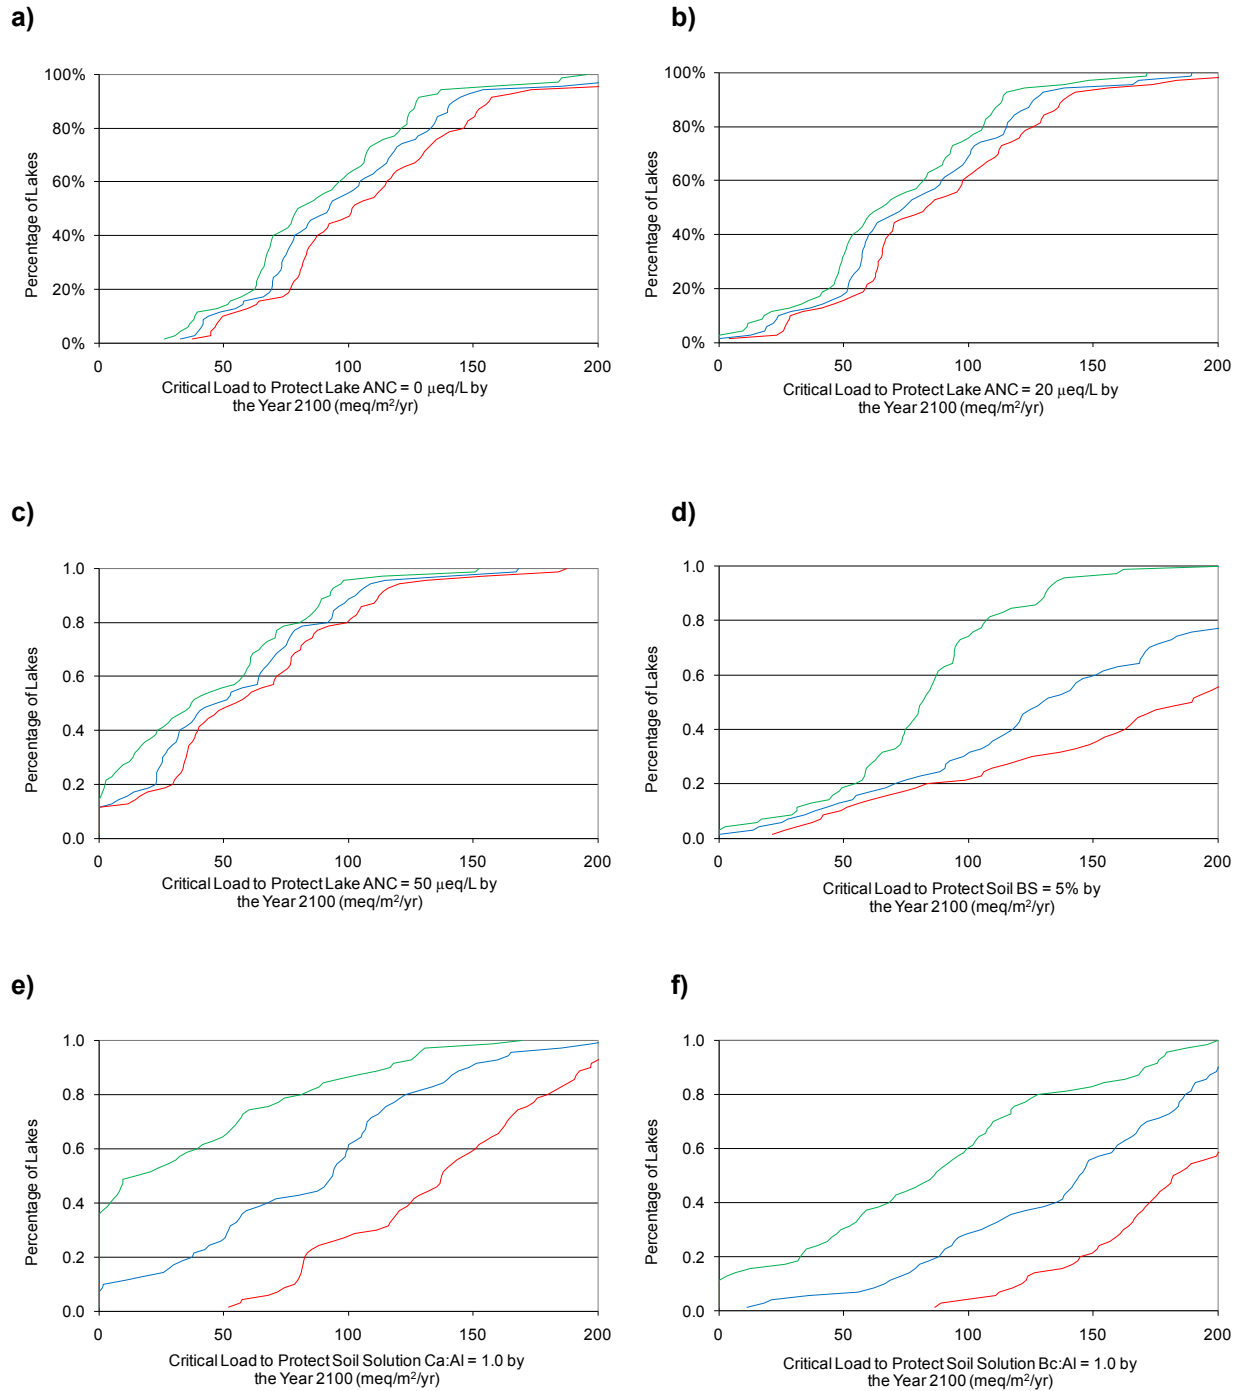 a)
100%
80%
60%
40%
20%
0%
Percentage of Lakes
0 50 100 150 200
Critical Load to Protect Lake ANC = 0 μeq/L by
the Year 2100 (meq/m²/yr)
b)
100%
80%
60%
40%
20%
0%
Percentage of Lakes
0 50 100 150 200
Critical Load to Protect Lake ANC = 20 μeq/L by
the Year 2100 (meq/m²/yr)
c)
1.0
0.8
0.6
0.4
0.2
0.0
Percentage of Lakes
0 50 100 150 200
Critical Load to Protect Lake ANC = 50 μeq/L by
the Year 2100 (meq/m²/yr)
d)
1.0
0.8
0.6
0.4
0.2
0.0
Percentage of Lakes
0 50 100 150 200
Critical Load to Protect Soil BS = 5% by
the Year 2100 (meq/m²/yr)
e)
1.0
0.8
0.6
0.4
0.2
0.0
Percentage of Lakes
0 50 100 150 200
Critical Load to Protect Soil Solution Ca:Al = 1.0 by
the Year 2100 (meq/m²/yr)
f)
1.0
0.8
0.6
0.4
0.2
0.0
Percentage of Lakes
0 50 100 150 200
Critical Load to Protect Soil Solution Bc:Al = 1.0 by
the Year 2100 (meq/m²/yr)